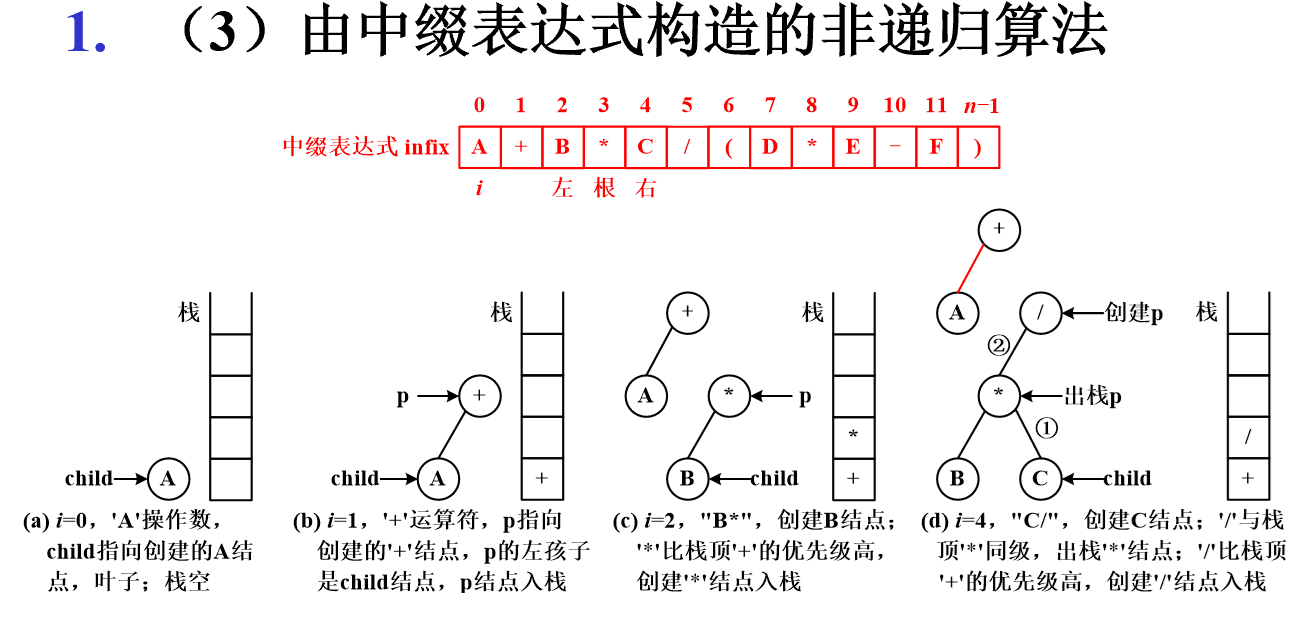 1. （3）由中缀表达式构造的非递归算法
0 1 2 3 4 5 6 7 8 9 10 11 n−1
中缀表达式 infix A + B * C / ( D * E − F )
i 左 根 右
+
A
/
创建p
②
*
出栈p
①
B
C
child
栈
/
+
栈
child
A
栈
p
+
child
A
+
+
A
*
p
B
child
栈
*
+
(a) i=0，'A'操作数，
child指向创建的A结
点，叶子；栈空
(b) i=1，'+'运算符，p指向
创建的'+'结点，p的左孩子
是child结点，p结点入栈
(c) i=2，"B*"，创建B结点；
'*'比栈顶'+'的优先级高，
创建'*'结点入栈
(d) i=4，"C/"，创建C结点；'/'与栈
顶'*'同级，出栈'*'结点；'/'比栈顶
'+'的优先级高，创建'/'结点入栈